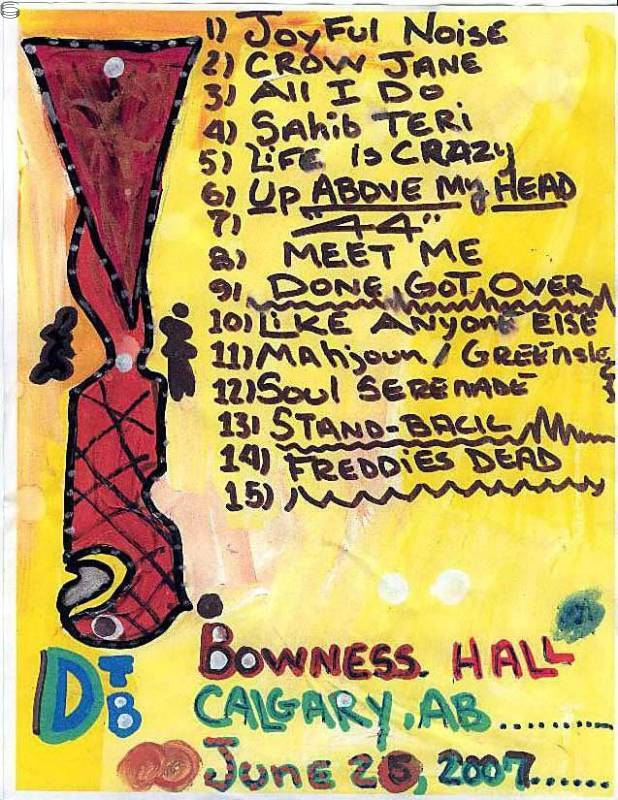 1) JoyFul Noise
2) CROW JANE
3) All I Do
4) Sahib TERi
5) LiFE is CRAZy
6) Up ABOVE My HEAD
7) "44"
8) MEET ME
9) DONE GOT OVER
10) LiKE Anyone ElSE
11) Mahjoun / GREENSlE
12) Soul SERENADE
13) STAND-BACK
14) FREDDiES DEAD
15)
DTB
BOWNESS. HALL
CALGARY, AB ..........
JUNE 25, 2007......